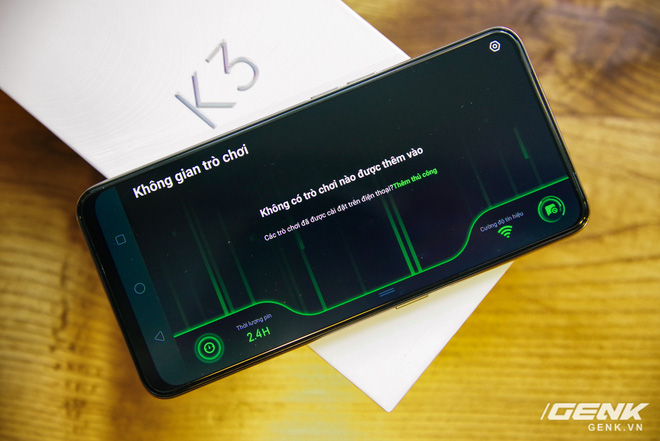 K3
Không gian trò chơi
Không có trò chơi nào được thêm vào
Các trò chơi đã được cài đặt trên điện thoại?Thêm thủ công
Cường độ tín hiệu
Thời lượng pin
2.4H
GENK
GENK.VN